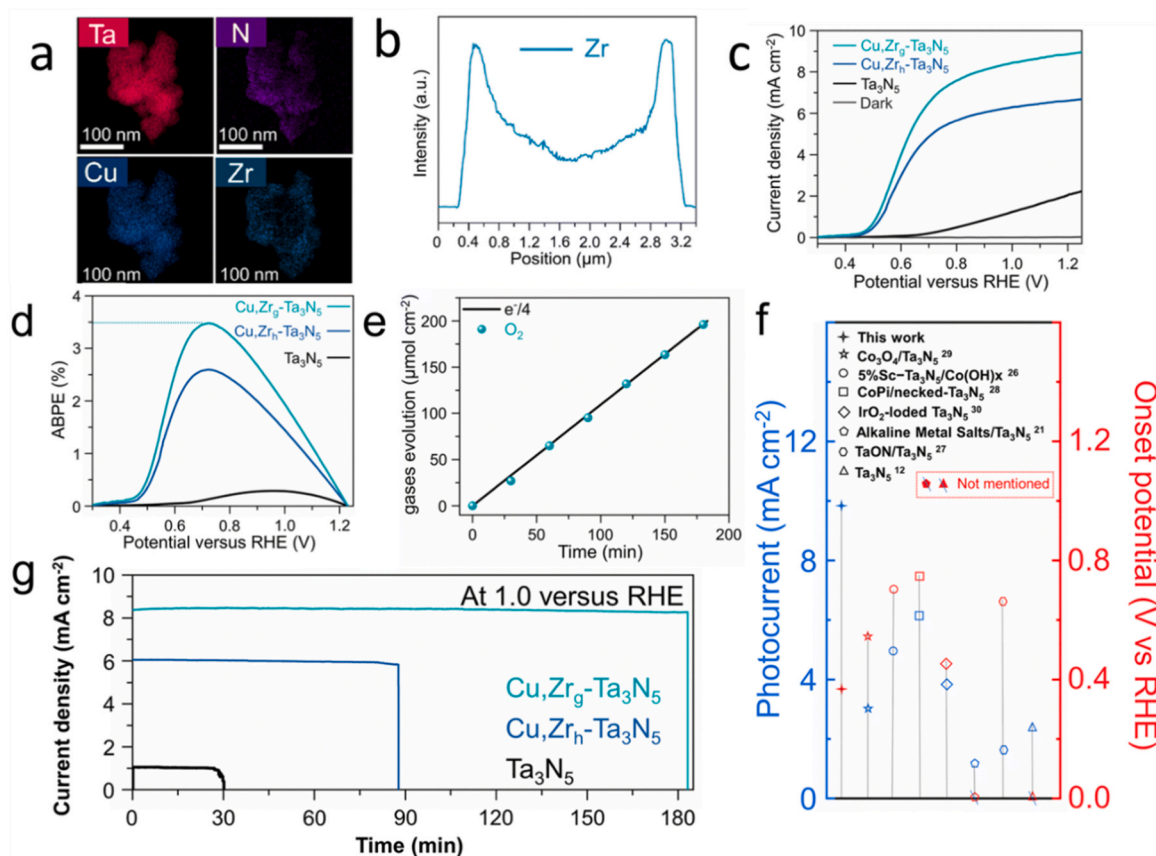 a
Ta
N
100 nm
100 nm
Cu
Zr
100 nm
100 nm
b
Zr
Intensity (a.u.)
0 0.4 0.8 1.2 1.6 2.0 2.4 2.8 3.4
Position (μm)
c
Current density (mA cm⁻²)
10
8
6
4
2
0
Cu,Zrg-Ta₃N₅
Cu,Zrh-Ta₃N₅
Ta₃N₅
Dark
0.4 0.6 0.8 1.0 1.2
Potential versus RHE (V)
d
ABPE (%)
4
3
2
1
0
Cu,Zrg-Ta₃N₅
Cu,Zrh-Ta₃N₅
Ta₃N₅
0.4 0.6 0.8 1.0 1.2
Potential versus RHE (V)
e
gases evolution (μmol cm⁻²)
200
150
100
50
0
e⁻/4
O₂
0 50 100 150 200
Time (min)
f
Photocurrent (mA cm⁻²)
12
8
4
0
This work
Co₃O₄/Ta₃N₅ ²⁹
5%Sc−Ta₃N₅/Co(OH)x ²⁶
CoPi/necked-Ta₃N₅ ²⁸
IrO₂-loded Ta₃N₅ ³⁰
Alkaline Metal Salts/Ta₃N₅ ²¹
TaON/Ta₃N₅ ²⁷
Ta₃N₅ ¹²
Not mentioned
1.2
0.8
0.4
0.0
Onset potential (V vs RHE)
g
Current density (mA cm⁻²)
10
8
6
4
2
0
At 1.0 versus RHE
Cu,Zrg-Ta₃N₅
Cu,Zrh-Ta₃N₅
Ta₃N₅
0 30 60 90 120 150 180
Time (min)